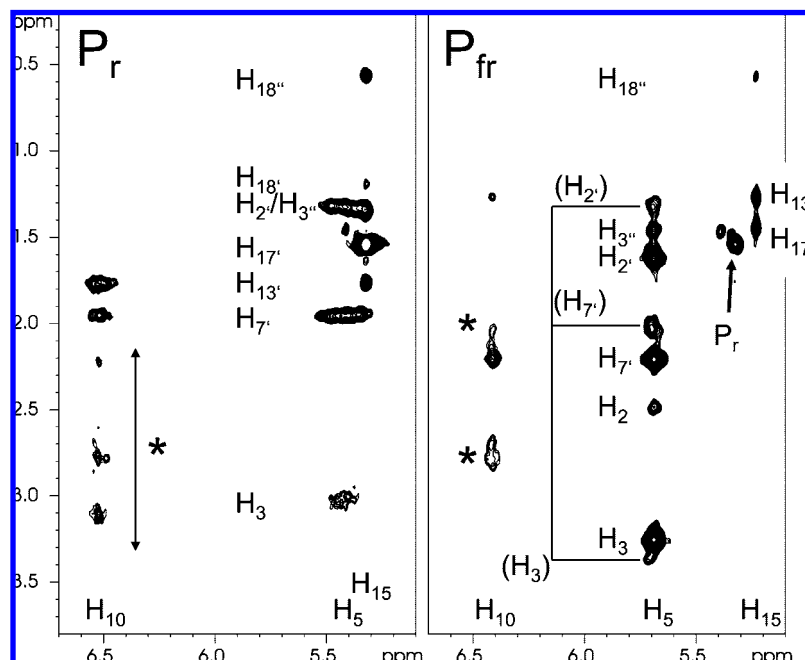 ppm
P_r
P_fr
0.5
H_18"
H_18"
1.0
H_18'
H_2'/H_3"
(H_2')
H_13
H_3"
1.5
H_17'
H_2'
H_17
H_13'
(H_7')
2.0
H_7'
*
P_r
H_7'
2.5
H_2
*
*
3.0
H_3
H_3
(H_3)
3.5
H_15
H_10
H_5
H_10
H_5
H_15
6.5
6.0
5.5
ppm
6.5
6.0
5.5
ppm